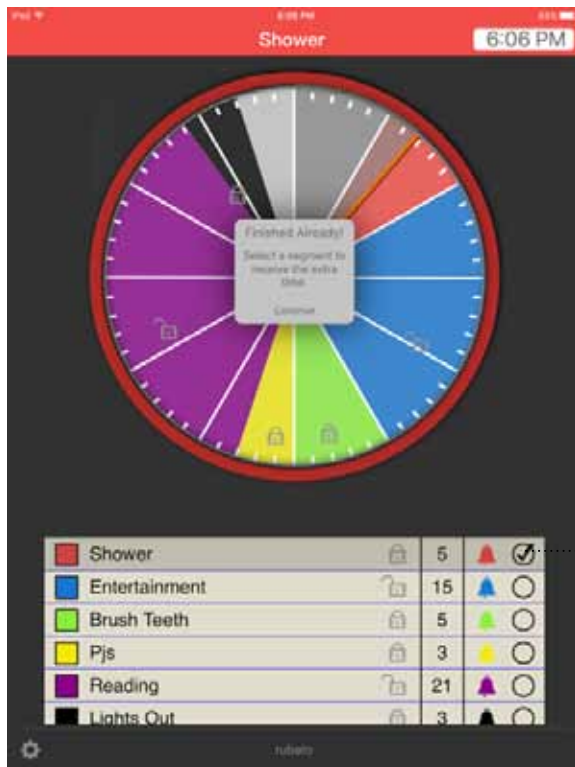 iPad
6:06 PM
Shower
6:06 PM
Finished Already!
Select a segment to
receive the extra
time.
Continue
Shower 5
Entertainment 15
Brush Teeth 5
Pjs 3
Reading 21
Lights Out 3